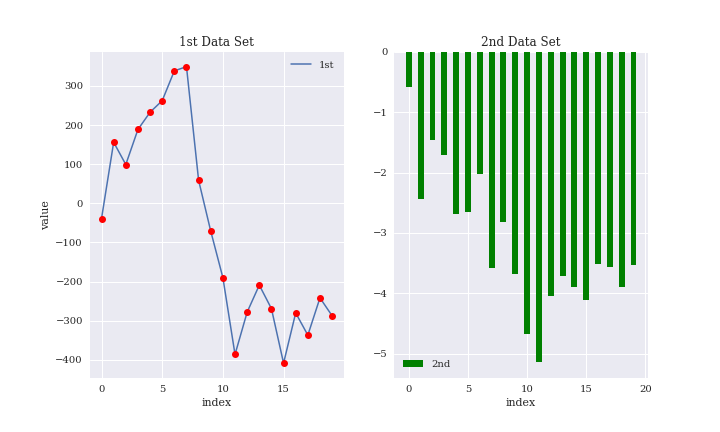 1st Data Set
1st
300
200
100
0
−100
−200
−300
−400
value
0 5 10 15
index
2nd Data Set
0
−1
−2
−3
−4
−5
2nd
0 5 10 15 20
index